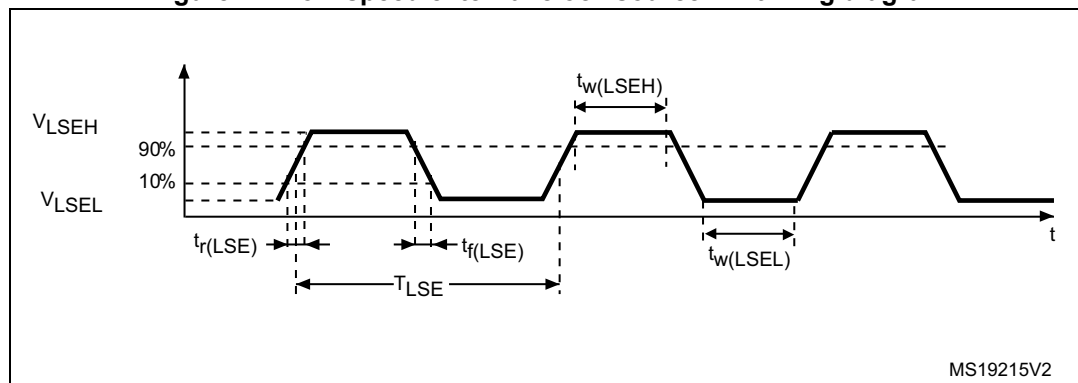 V_LSEH
90%
10%
V_LSEL
t_r(LSE)
t_f(LSE)
T_LSE
t_w(LSEH)
t_w(LSEL)
t
MS19215V2